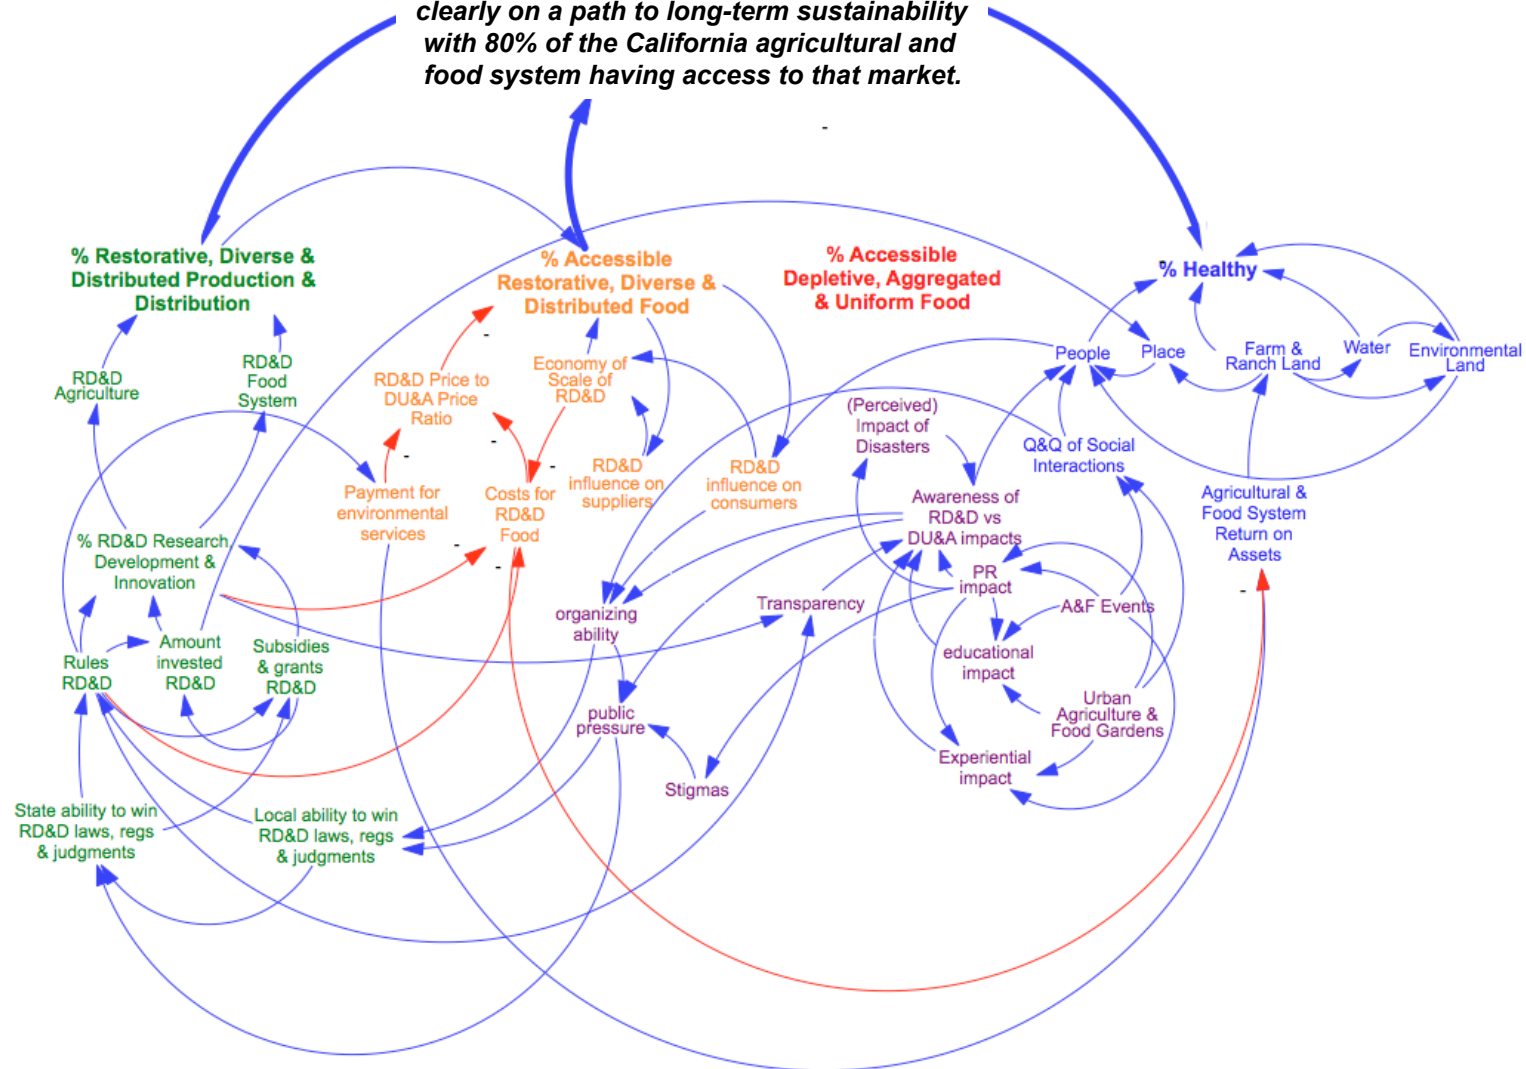 clearly on a path to long-term sustainability
with 80% of the California agricultural and
food system having access to that market.
-
% Restorative, Diverse &
Distributed Production &
Distribution
% Accessible
Restorative, Diverse &
Distributed Food
% Accessible
Depletive, Aggregated
& Uniform Food
% Healthy
RD&D
Agriculture
RD&D
Food
System
-
RD&D Price to
DU&A Price
Ratio
Economy of
Scale of
RD&D
People
Place
Farm &
Ranch Land
Water
Environmental
Land
(Perceived)
Impact of
Disasters
-
-
-
Q&Q of Social
Interactions
Payment for
environmental
services
Costs for
RD&D
Food
RD&D
influence on
suppliers
RD&D
influence on
consumers
Awareness of
RD&D vs
DU&A impacts
Agricultural &
Food System
Return on
Assets
% RD&D Research,
Development &
Innovation
-
-
PR
impact
-
organizing
ability
Transparency
A&F Events
Rules
RD&D
Amount
invested
RD&D
Subsidies
& grants
RD&D
educational
impact
public
pressure
Urban
Agriculture &
Food Gardens
Stigmas
Experiential
impact
State ability to win
RD&D laws, regs
& judgments
Local ability to win
RD&D laws, regs
& judgments